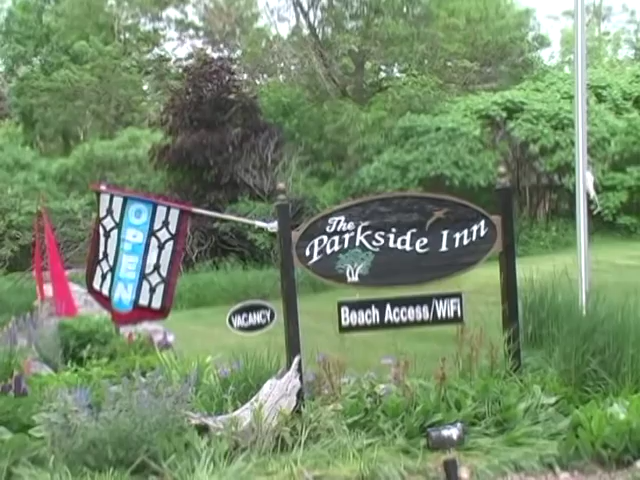 OPEN
The
Parkside Inn
VACANCY
Beach Access/WiFi